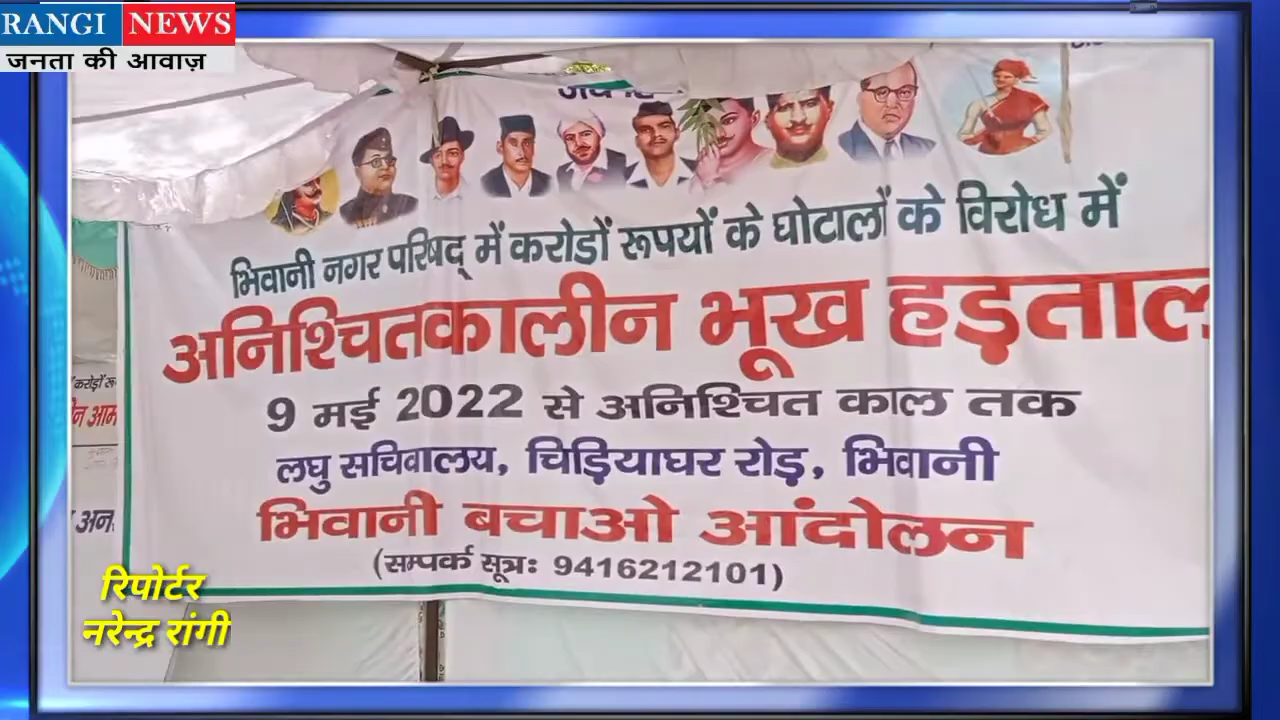 RANGI NEWS
जनता की आवाज़
भिवानी नगर परिषद् में करोडों रूपयों के घोटालों के विरोध में
अनिश्चितकालीन भूख हड़ताल
9 मई 2022 से अनिश्चित काल तक
लघु सचिवालय, चिड़ियाघर रोड़, भिवानी
भिवानी बचाओ आंदोलन
(सम्पर्क सूत्रः 9416212101)
रिपोर्टर
नरेन्द्र रांगी